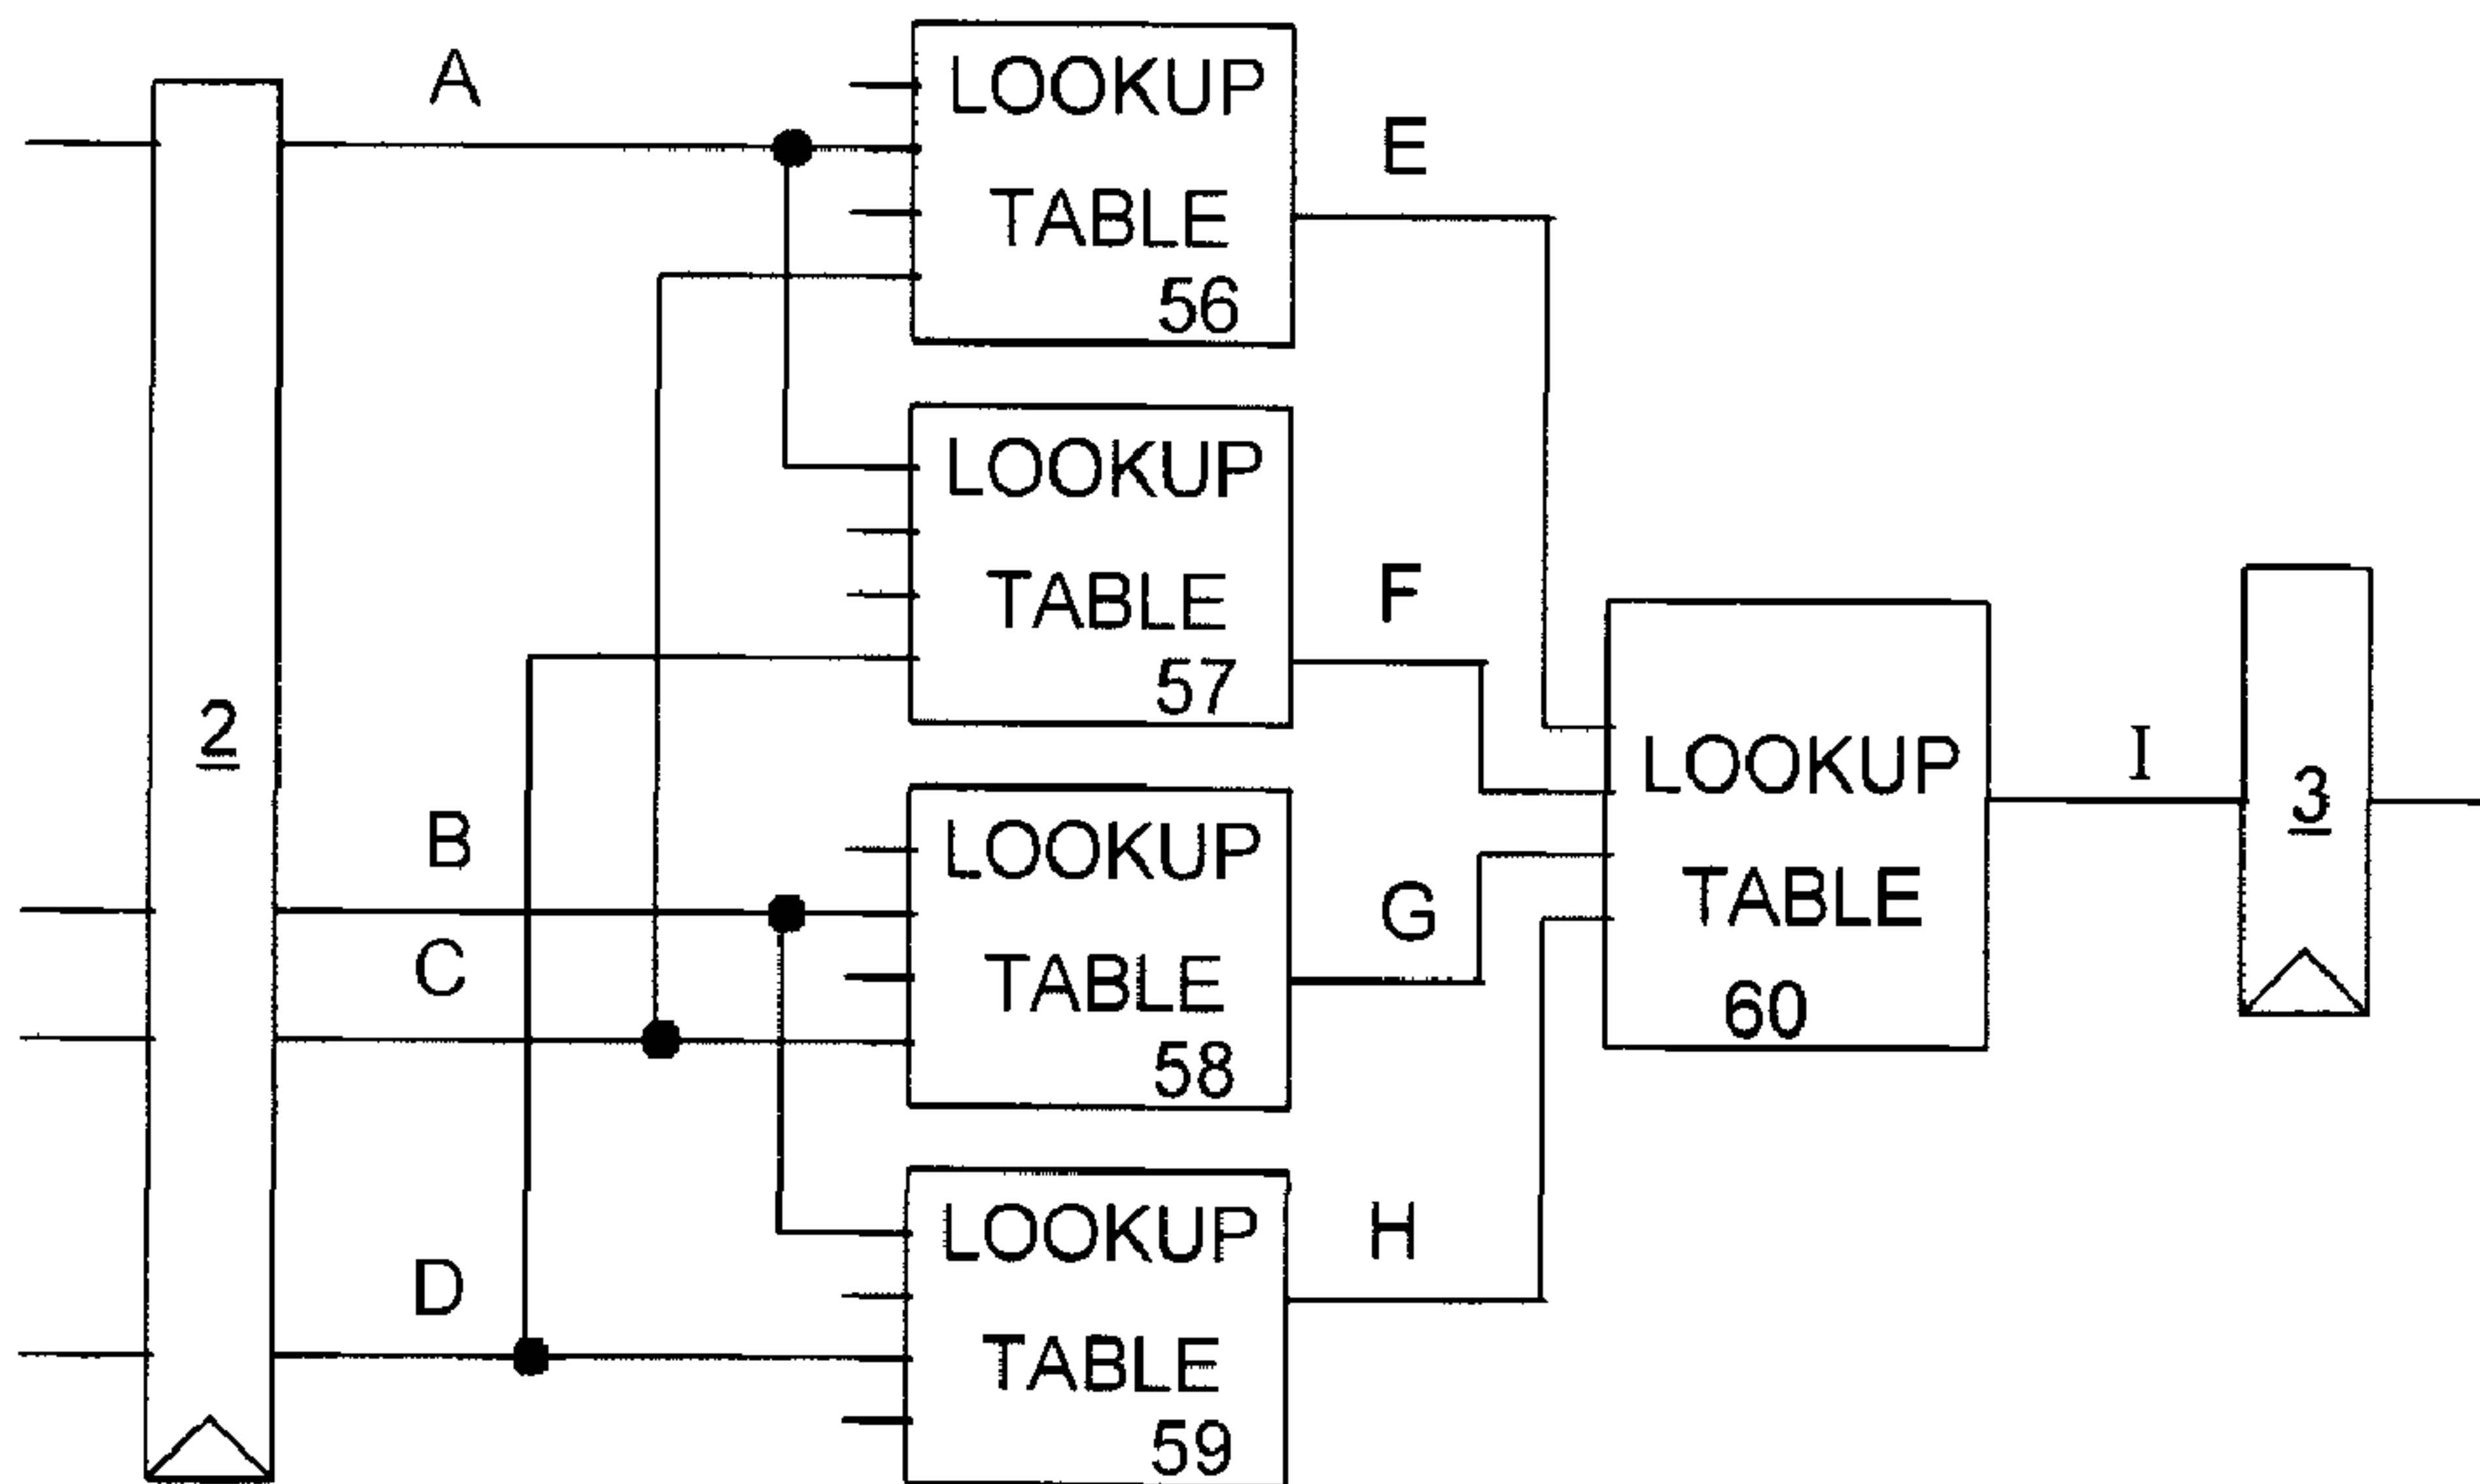 A
LOOKUP
TABLE
56
E
LOOKUP
TABLE
57
F
2
B
C
LOOKUP
TABLE
58
G
LOOKUP
TABLE
60
I
3
D
LOOKUP
TABLE
59
H